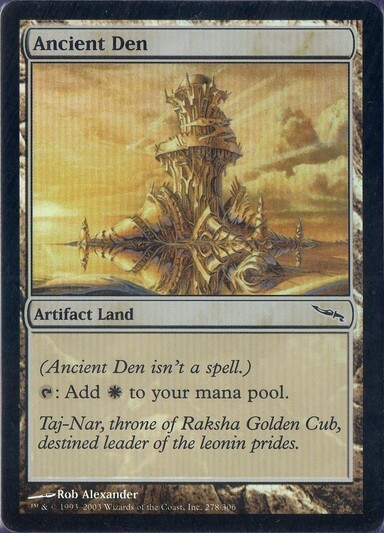 Ancient Den
Artifact Land
(Ancient Den isn't a spell.)
: Add to your mana pool.
Taj-Nar, throne of Raksha Golden Cub,
destined leader of the leonin prides.
Rob Alexander
™ & © 1993-2003 Wizards of the Coast, Inc. 278/306